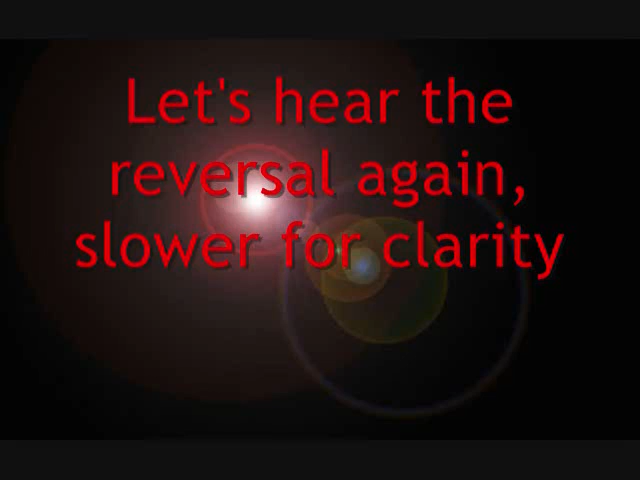 Let's hear the
reversal again,
slower for clarity